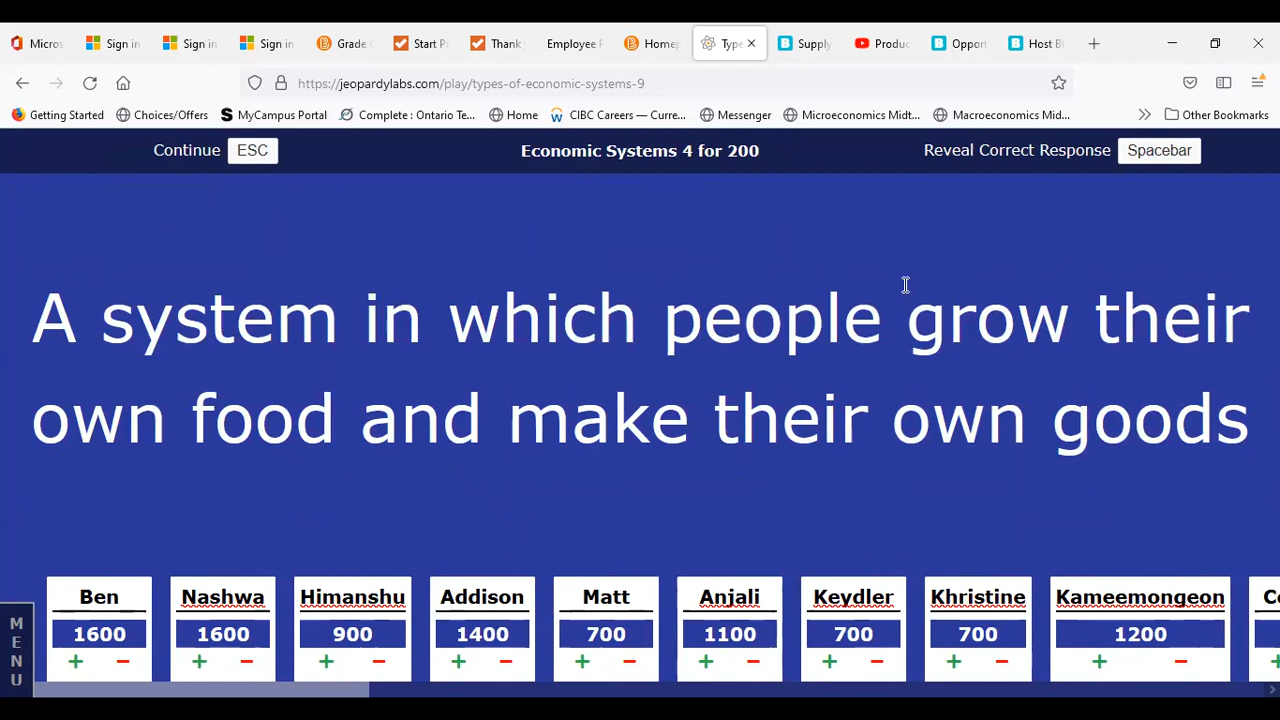 Micros
Sign in
Sign in
Sign in
Grade
Start P
Thank
Employee F
Homep
Type
Supply
Produc
Opport
Host B
https://jeopardylabs.com/play/types-of-economic-systems-9
Getting Started
Choices/Offers
S MyCampus Portal
Complete : Ontario Te...
Home
CIBC Careers — Curre...
Messenger
Microeconomics Midt...
Macroeconomics Mid...
Other Bookmarks
Continue ESC
Economic Systems 4 for 200
Reveal Correct Response Spacebar
A system in which people grow their
own food and make their own goods
MENU
Ben Nashwa Himanshu Addison Matt Anjali Keydler Khristine Kameemongeon Co
1600 1600 900 1400 700 1100 700 700 1200
+ − + − + − + − + − + − + − + − + − +